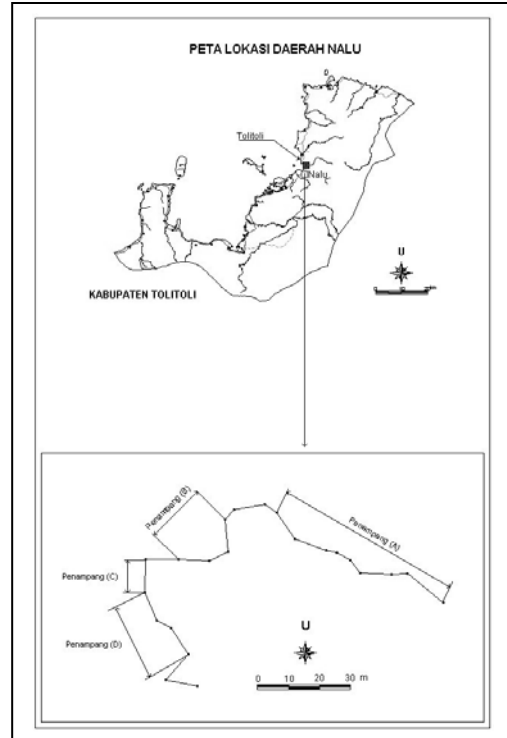 PETA LOKASI DAERAH NALU
Tolitoli
Nalu
U
KABUPATEN TOLITOLI
Penampang (B)
Penampang (A)
Penampang (C)
Penampang (D)
U
0 10 20 30 m